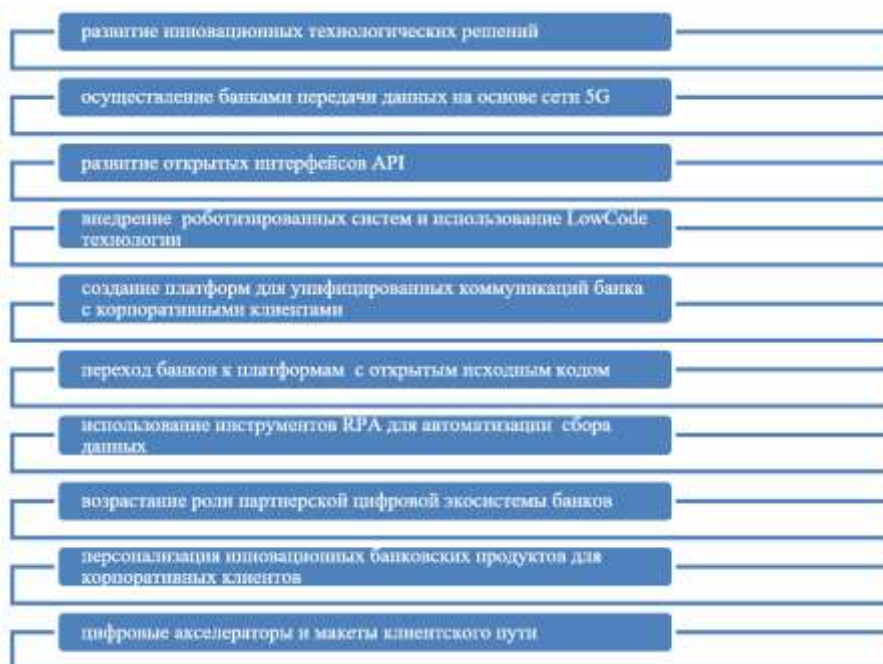 развитие инновационных технологических решений
осуществление банками передачи данных на основе сети 5G
развитие открытых интерфейсов API
внедрение роботизированных систем и использование LowCode
технологии
создание платформ для унифицированных коммуникаций банка
с корпоративными клиентами
переход банков к платформам с открытым исходным кодом
использование инструментов RPA для автоматизации сбора
данных
возрастание роли партнерской цифровой экосистемы банков
персонализация инновационных банковских продуктов для
корпоративных клиентов
цифровые акселераторы и макеты клиентского пути